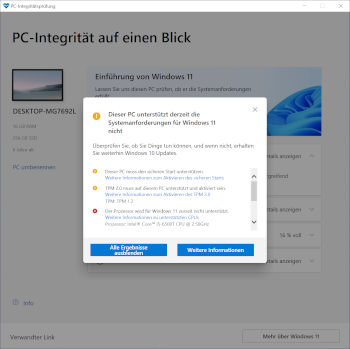 PC-Integritätsprüfung
PC-Integrität auf einen Blick
Einführung von Windows 11
Lassen Sie uns diesen PC prüfen, ob er die Systemanforderungen
erfüllt.
DESKTOP-MG7692L
PC umbenennen
Dieser PC unterstützt derzeit die
Systemanforderungen für Windows 11
nicht
Überprüfen Sie, ob Sie Dinge tun können, und wenn nicht, erhalten
Sie weiterhin Windows 10 Updates.
Dieser PC muss den sicheren Start unterstützen.
Weitere Informationen zum Aktivieren des sicheren Starts
TPM 2.0 muss auf diesem PC unterstützt und aktiviert sein.
Weitere Informationen zum Aktivieren des TPM 2.0
TPM: TPM 1.2
Der Prozessor wird für Windows 11 zurzeit nicht unterstützt.
Weitere Informationen zu unterstützten CPUs
Prozessor: Intel® Core™ i5-6500T CPU @ 2.50GHz
Alle Ergebnisse
ausblenden
Weitere Informationen
details anzeigen
16 % voll
details anzeigen
Info
Verwandter Link
Mehr über Windows 11